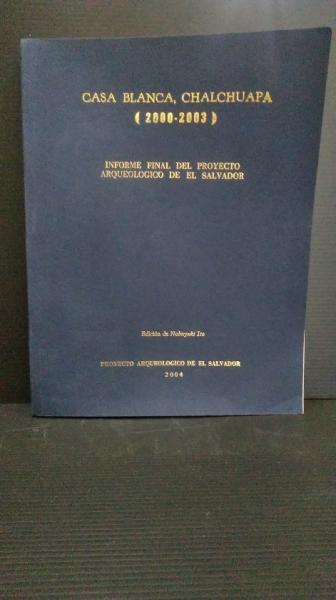 CASA BLANCA, CHALCHUAPA
( 2000-2003 )
INFORME FINAL DEL PROYECTO
ARQUEOLOGICO DE EL SALVADOR
Edición de Nobuyuki Ito
PROYECTO ARQUEOLOGICO DE EL SALVADOR
2004